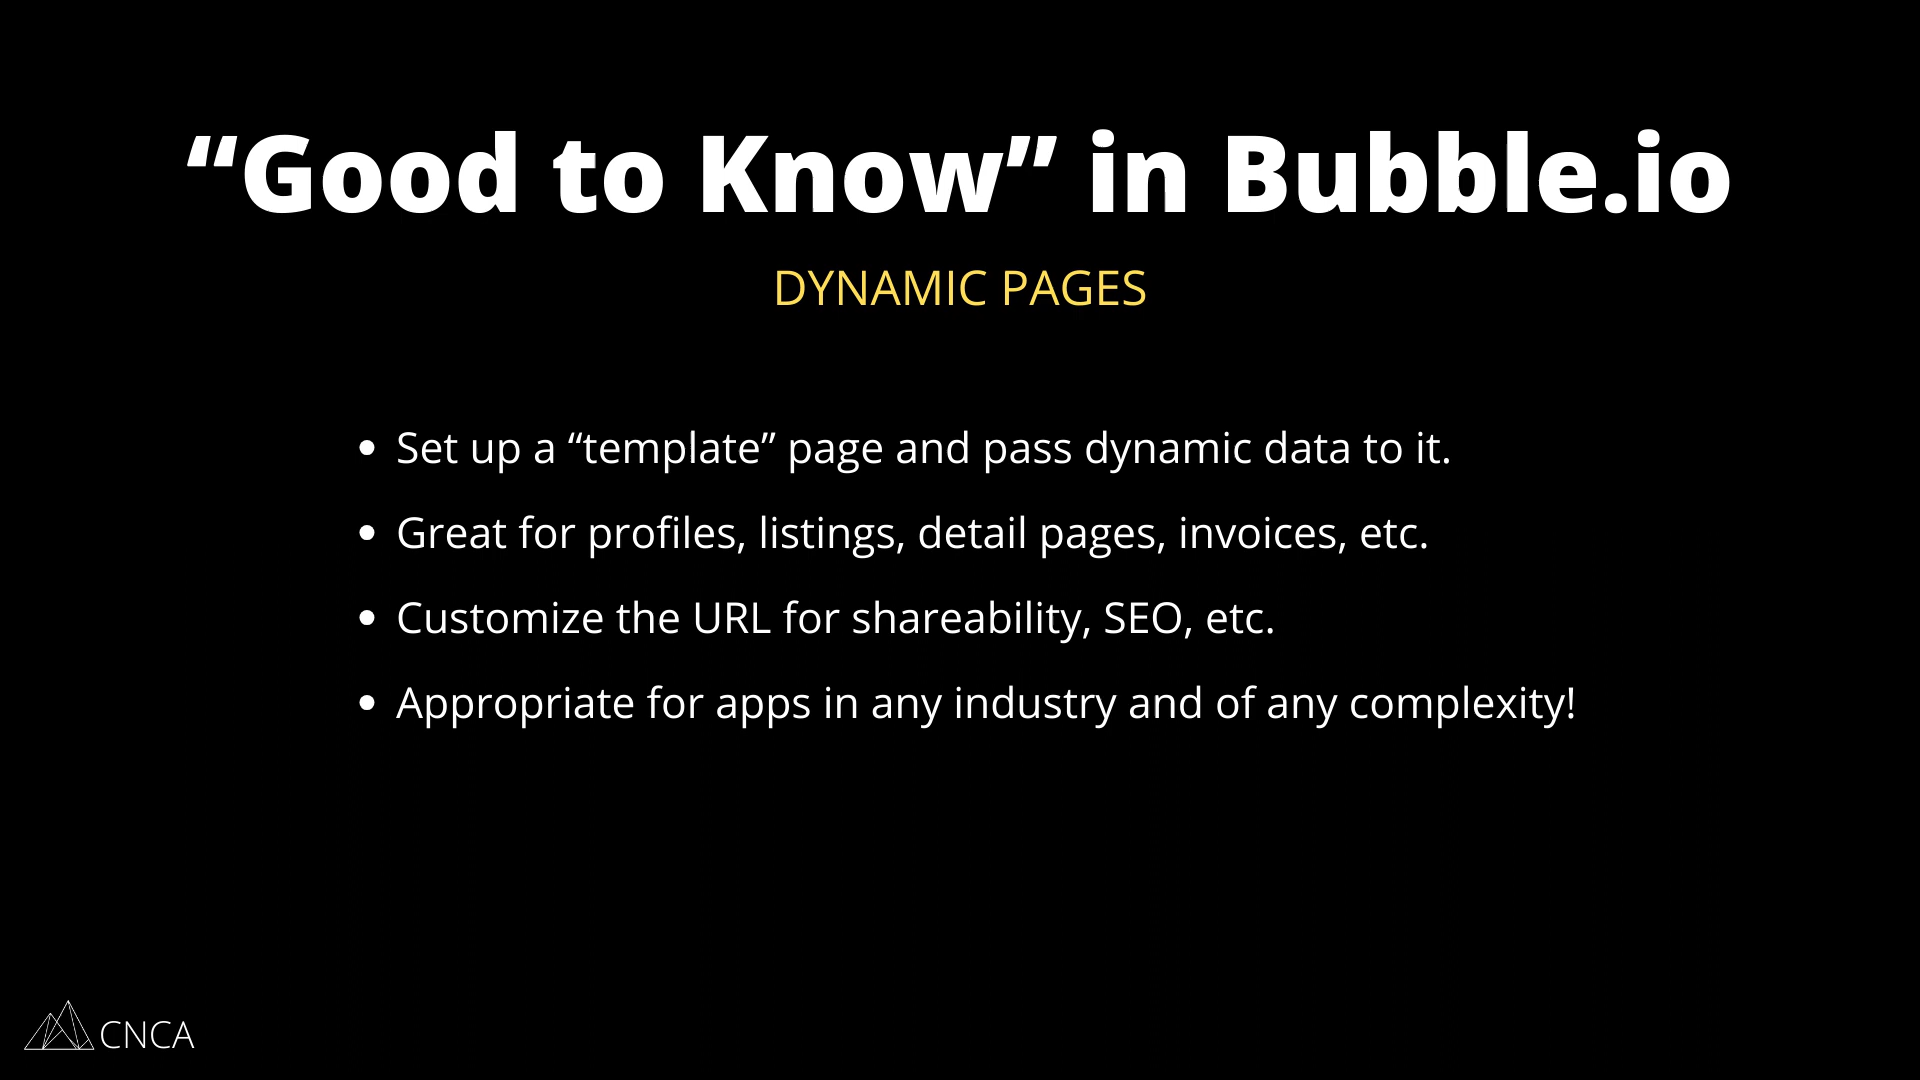 “Good to Know” in Bubble.io
DYNAMIC PAGES
• Set up a “template” page and pass dynamic data to it.
• Great for profiles, listings, detail pages, invoices, etc.
• Customize the URL for shareability, SEO, etc.
• Appropriate for apps in any industry and of any complexity!
CNCA